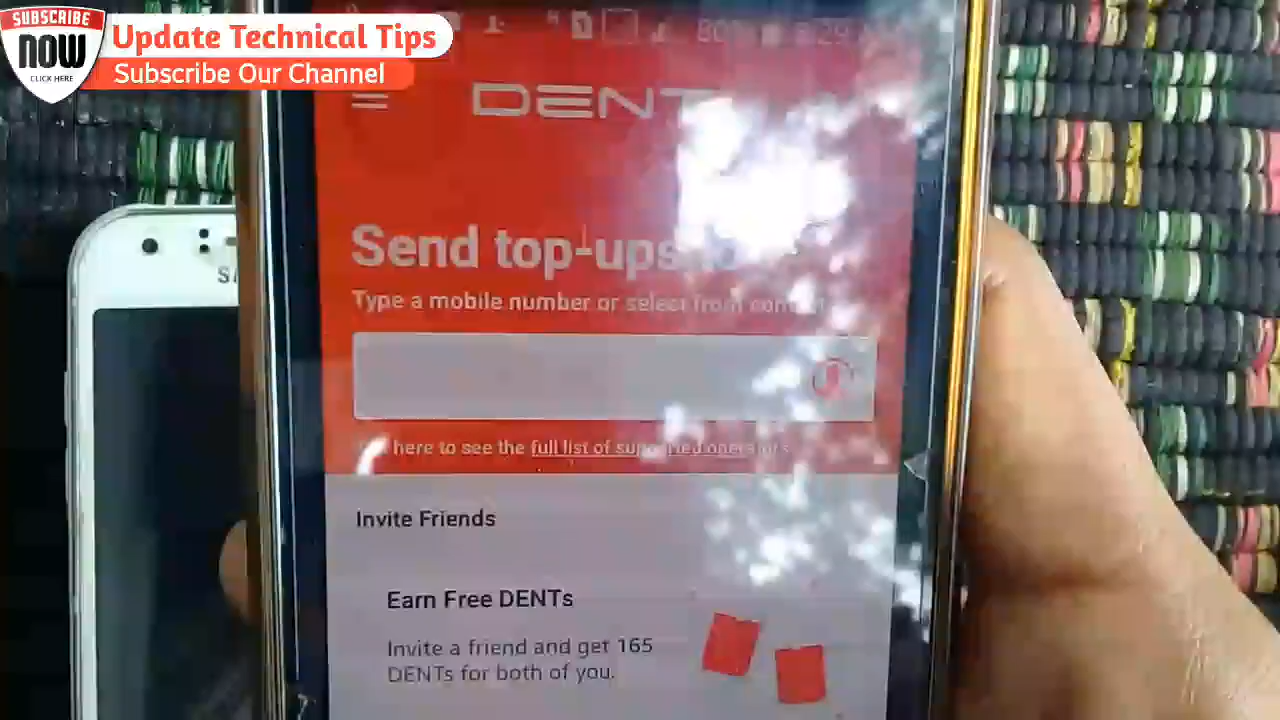 SUBSCRIBE
NOW
CLICK HERE
Update Technical Tips
Subscribe Our Channel
DENT
Send top-ups
Type a mobile number or select from
here to see the full list of supported operators
Invite Friends
Earn Free DENTs
Invite a friend and get 165
DENTs for both of you.